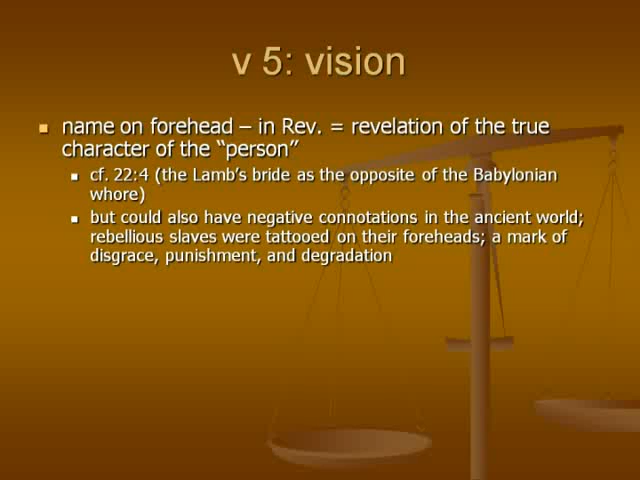 v 5: vision
name on forehead – in Rev. = revelation of the true
character of the “person”
cf. 22:4 (the Lamb’s bride as the opposite of the Babylonian
whore)
but could also have negative connotations in the ancient world;
rebellious slaves were tattooed on their foreheads; a mark of
disgrace, punishment, and degradation